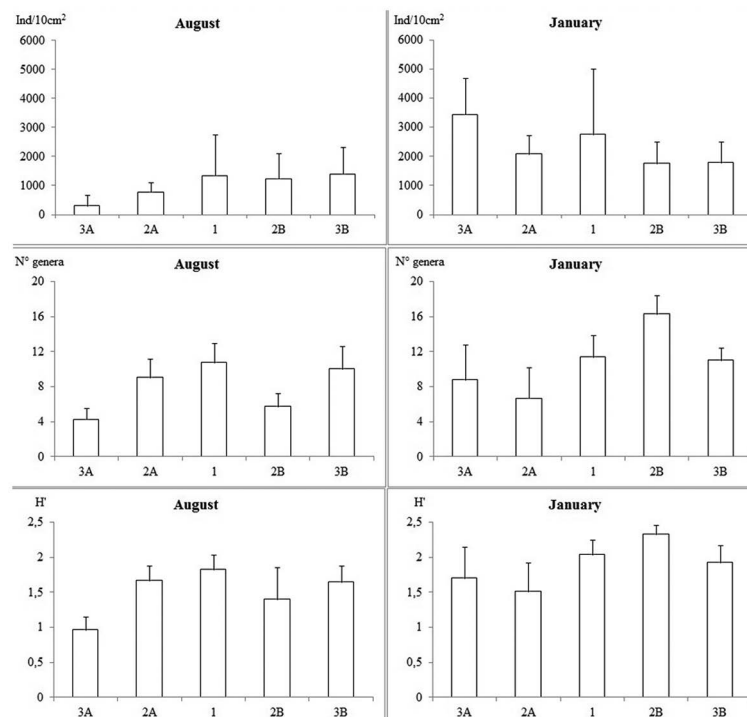 Ind/10cm²
August
6000
5000
4000
3000
2000
1000
0
3A 2A 1 2B 3B
January
6000
5000
4000
3000
2000
1000
0
3A 2A 1 2B 3B
N° genera
August
20
16
12
8
4
0
3A 2A 1 2B 3B
January
20
16
12
8
4
0
3A 2A 1 2B 3B
H'
August
2,5
2
1,5
1
0,5
0
3A 2A 1 2B 3B
Ind/10cm²
January
2,5
2
1,5
1
0,5
0
3A 2A 1 2B 3B